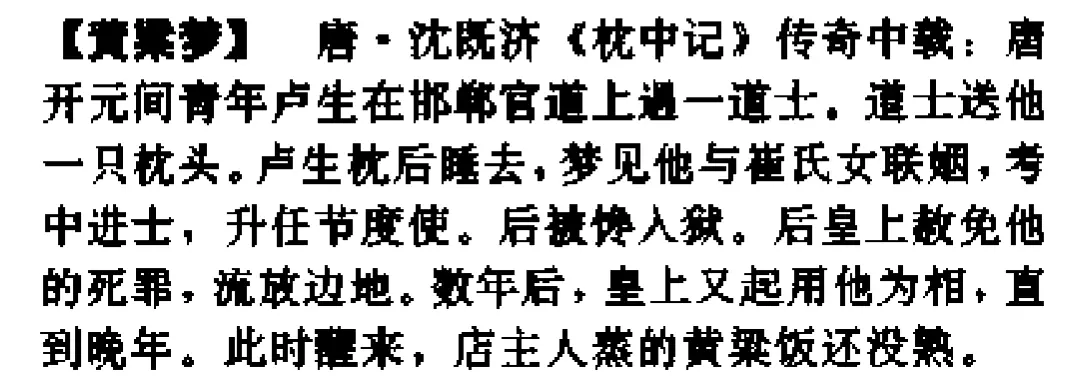 【黄粱梦】 唐·沈既济《枕中记》传奇中载：唐
开元间青年卢生在邯郸官道上遇一道士。道士送他
一只枕头。卢生枕后睡去，梦见他与崔氏女联姻，考
中进士，升任节度使。后被馋入狱。后皇上赦免他
的死罪，流放边地。数年后，皇上又起用他为相，直
到晚年。此时醒来，店主人蒸的黄粱饭还没熟。